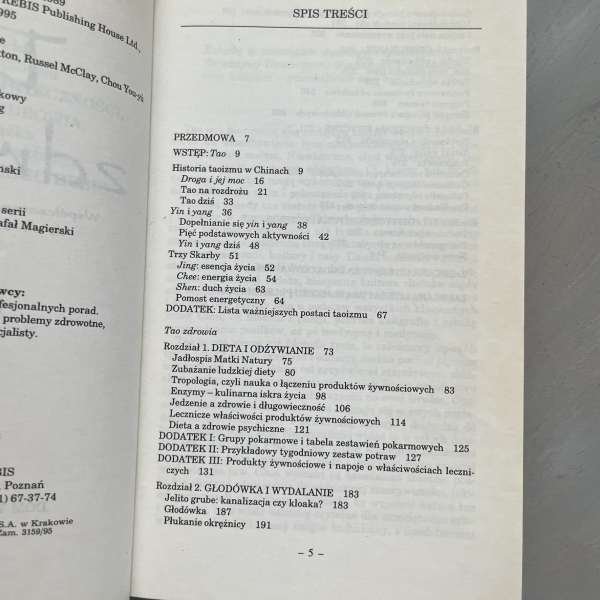 REBIS Publishing House Ltd.,
Russel McClay, Chou You-yü
serii
Magierski
wcy:
fesjonalnych porad.
problemy zdrowotne,
cjalisty.
BIS
Poznań
67-37-74
S.A. w Krakowie
Zam. 3159/95
SPIS TREŚCI
PRZEDMOWA 7
WSTĘP: Tao 9
Historia taoizmu w Chinach 9
Droga i jej moc 16
Tao na rozdrożu 21
Tao dziś 33
Yin i yang 36
Dopełnianie się yin i yang 38
Pięć podstawowych aktywności 42
Yin i yang dziś 48
Trzy Skarby 51
Jing: esencja życia 52
Chee: energia życia 54
Shen: duch życia 63
Pomost energetyczny 64
DODATEK: Lista ważniejszych postaci taoizmu 67
Tao zdrowia
Rozdział 1. DIETA I ODŻYWIANIE 73
Jadłospis Matki Natury 75
Zubażanie ludzkiej diety 80
Tropologia, czyli nauka o łączeniu produktów żywnościowych 83
Enzymy – kulinarna iskra życia 98
Jedzenie a zdrowie i długowieczność 106
Lecznicze właściwości produktów żywnościowych 114
Dieta a zdrowie psychiczne 121
DODATEK I: Grupy pokarmowe i tabela zestawień pokarmowych 125
DODATEK II: Przykładowy tygodniowy zestaw potraw 127
DODATEK III: Produkty żywnościowe i napoje o właściwościach leczni-
czych 131
Rozdział 2. GŁODÓWKA I WYDALANIE 183
Jelito grube: kanalizacja czy kloaka? 183
Głodówka 187
Płukanie okrężnicy 191
– 5 –